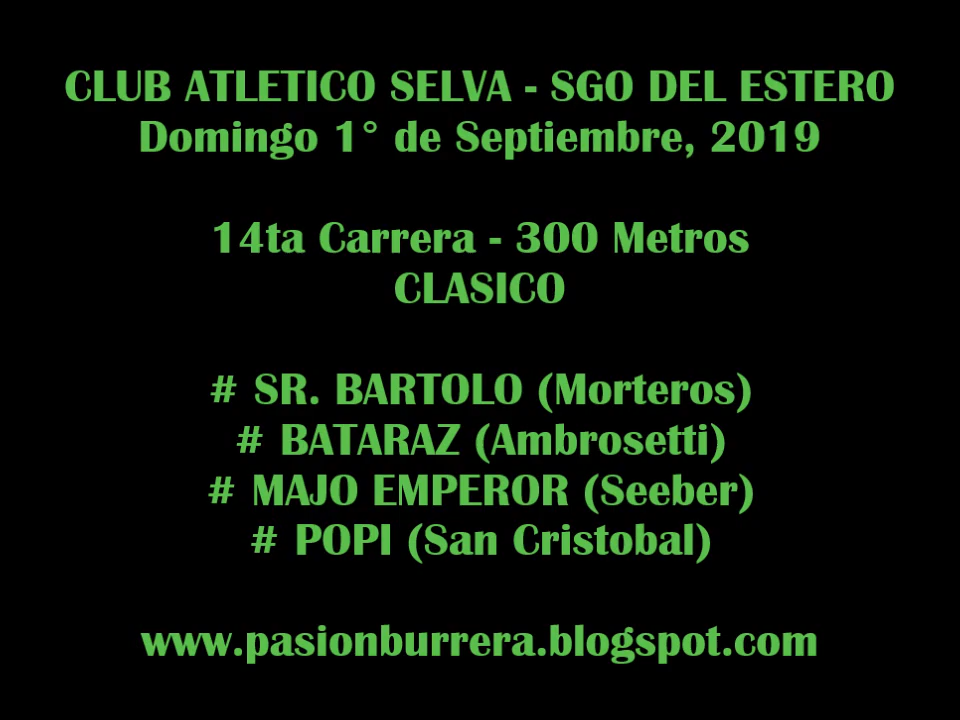 CLUB ATLETICO SELVA - SGO DEL ESTERO
Domingo 1° de Septiembre, 2019
14ta Carrera - 300 Metros
CLASICO
# SR. BARTOLO (Morteros)
# BATARAZ (Ambrosetti)
# MAJO EMPEROR (Seeber)
# POPI (San Cristobal)
www.pasionburrera.blogspot.com